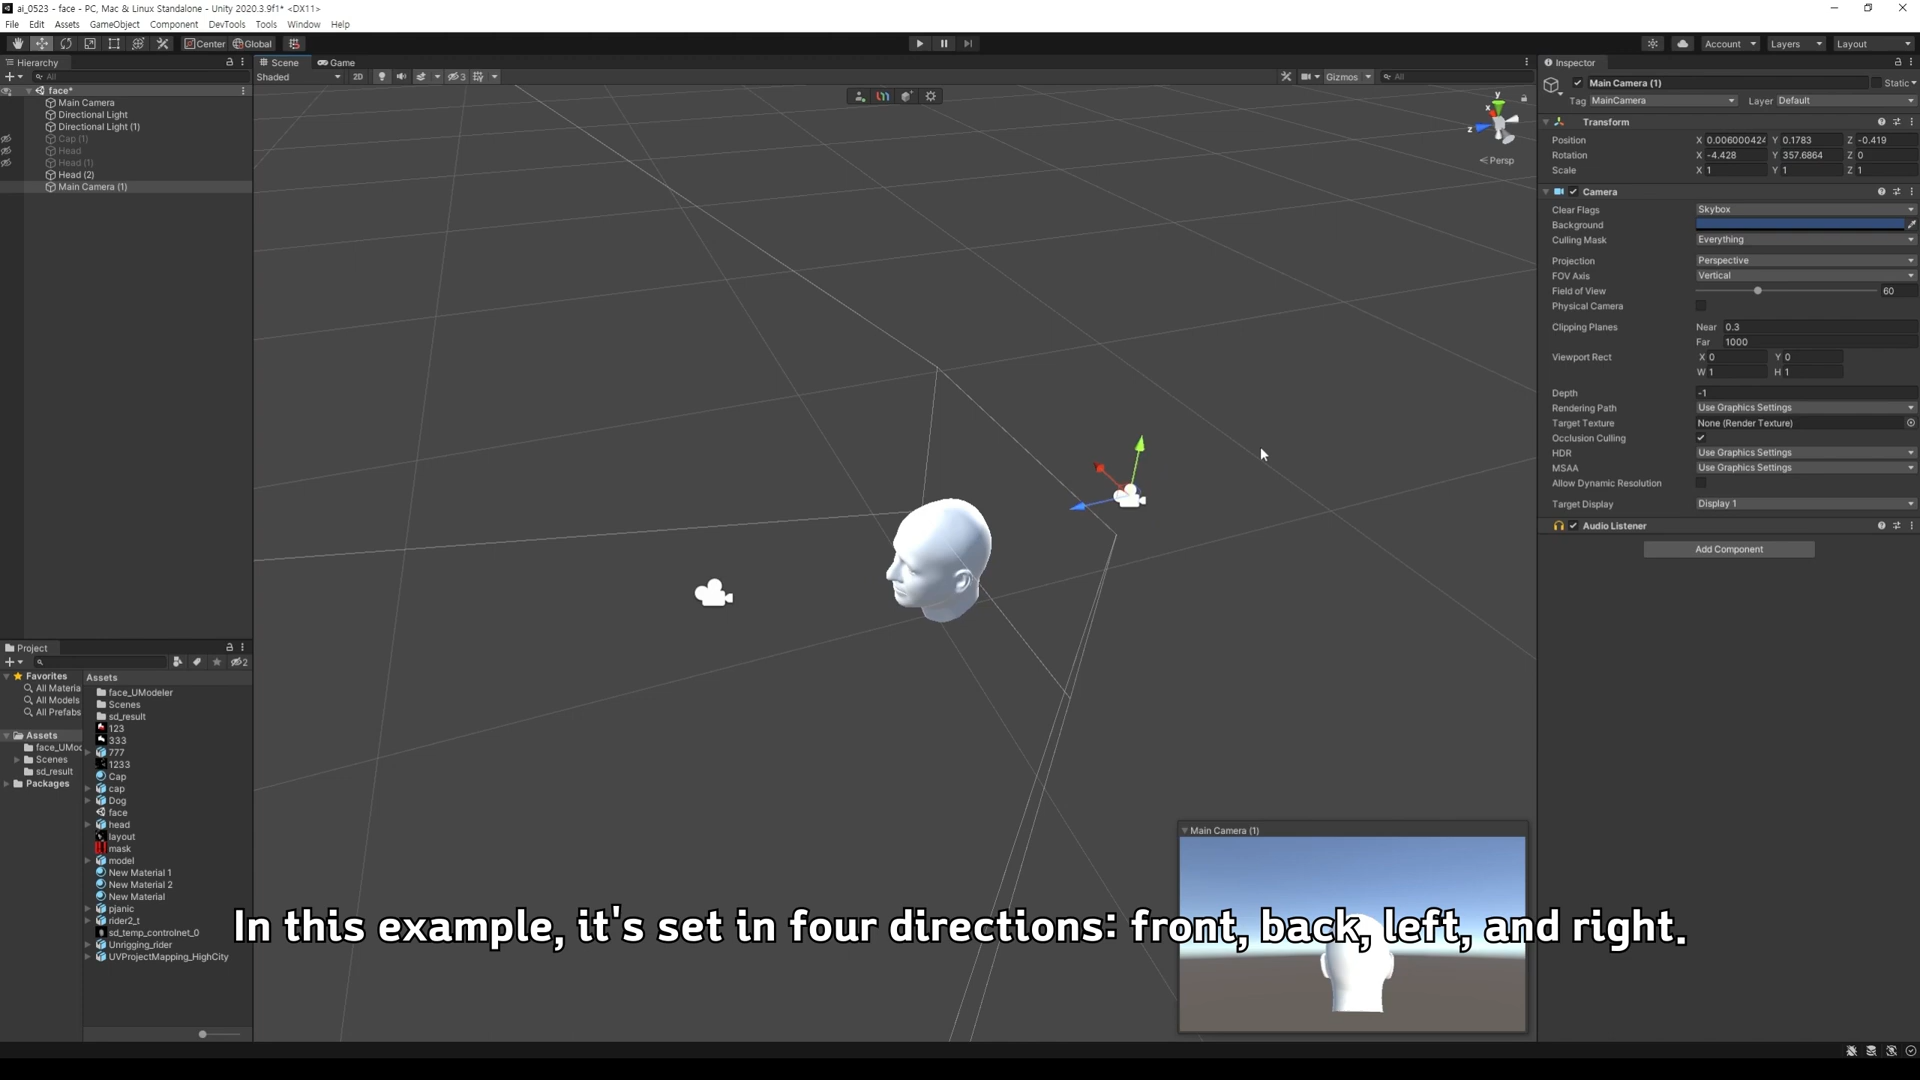 ai_0523 - face - PC, Mac & Linux Standalone - Unity 2020.3.9f1* <DX11>
File Edit Assets GameObject Component DevTools Tools Window Help
Center Global
Account Layers Layout
Hierarchy
All
face*
Main Camera
Directional Light
Directional Light (1)
Cap (1)
Head
Head (1)
Head (2)
Main Camera (1)
Scene Game
Shaded 2D 3 Gizmos All
y
x
z
Persp
Inspector
Main Camera (1) Static
Tag MainCamera Layer Default
Transform
Position X 0.006000424 Y 0.1783 Z -0.419
Rotation X -4.428 Y 357.6864 Z 0
Scale X 1 Y 1 Z 1
Camera
Clear Flags Skybox
Background
Culling Mask Everything
Projection Perspective
FOV Axis Vertical
Field of View 60
Physical Camera
Clipping Planes Near 0.3
Far 1000
Viewport Rect X 0 Y 0
W 1 H 1
Depth -1
Rendering Path Use Graphics Settings
Target Texture None (Render Texture)
Occlusion Culling
HDR Use Graphics Settings
MSAA Use Graphics Settings
Allow Dynamic Resolution
Target Display Display 1
Audio Listener
Add Component
Project
2
Favorites
All Materia
All Models
All Prefabs
Assets
face_UMod
Scenes
sd_result
Packages
Assets
face_UModeler
Scenes
sd_result
123
333
777
1233
Cap
cap
Dog
face
head
layout
mask
model
New Material 1
New Material 2
New Material
pjanic
rider2_t
sd_temp_controlnet_0
Unrigging_rider
UVProjectMapping_HighCity
Main Camera (1)
In this example, it's set in four directions: front, back, left, and right.